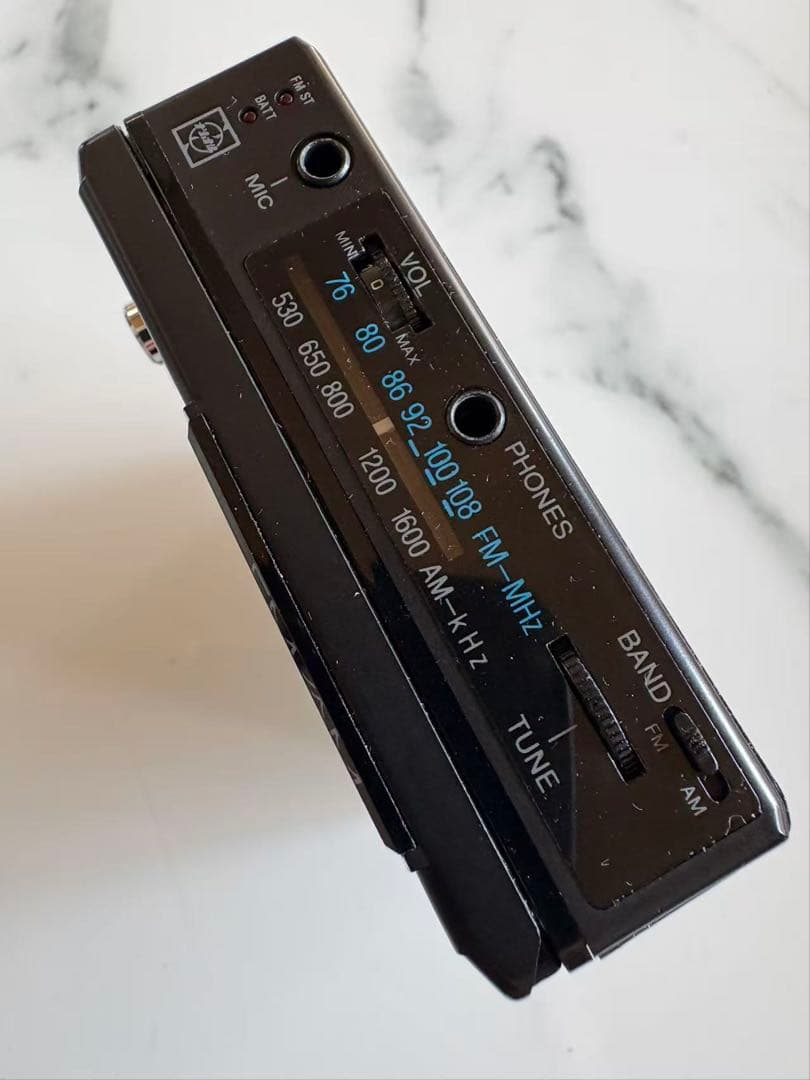 FM ST
BATT
MIC
VOL
MIN
MAX
76 80 86 92 100 108 FM-MHz
530 650 800 1200 1600 AM-kHz
PHONES
BAND
FM
AM
TUNE